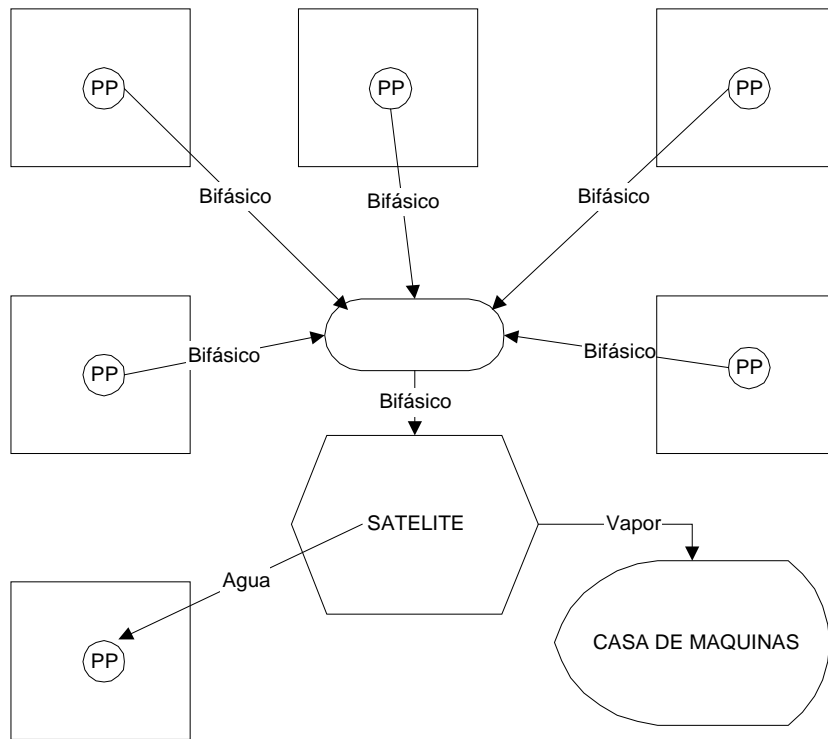 PP
PP
PP
Bifásico
Bifásico
Bifásico
PP
Bifásico
Bifásico
PP
Bifásico
SATELITE
Vapor
Agua
PP
CASA DE MAQUINAS